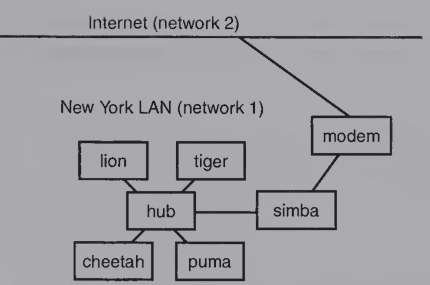 Internet (network 2)
New York LAN (network 1)
modem
lion
tiger
hub
simba
cheetah
puma